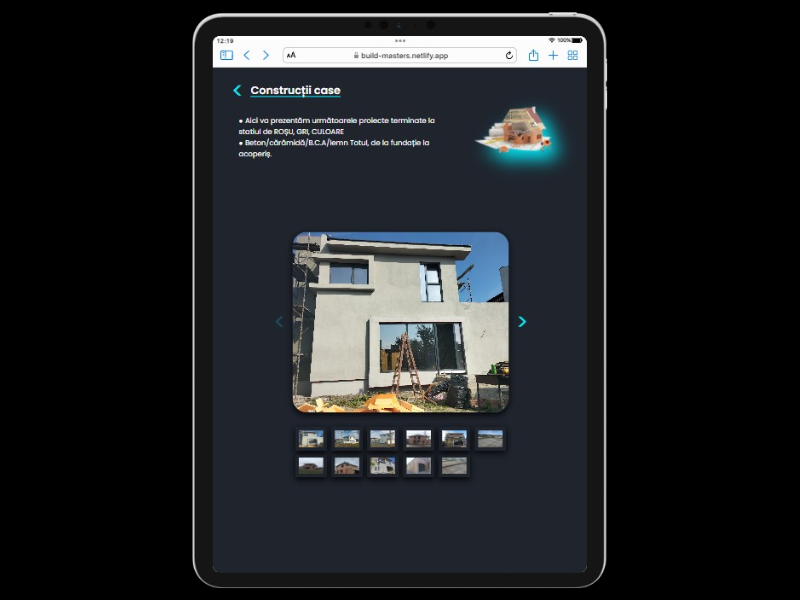 12:19
100%
AA
build-masters.netlify.app
Construcții case
● Aici va prezentăm următoarele proiecte terminate la
statiul de ROȘU, GRI, CULOARE
● Beton/cărămidă/B.C.A/lemn Totul, de la fundație la
acoperiș.